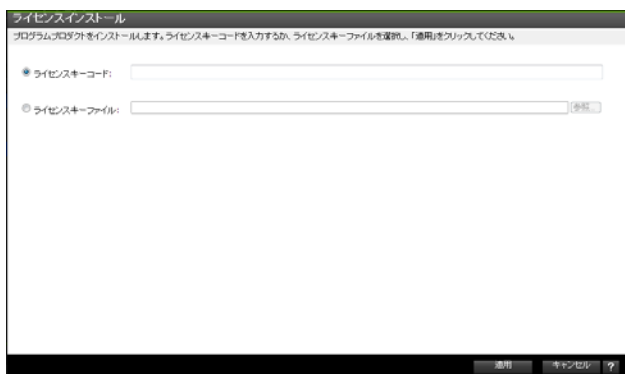 ライセンスインストール
プログラムプロダクトをインストールします。ライセンスキーコードを入力するか、ライセンスキーファイルを選択し、「適用」をクリックしてください。
ライセンスキーコード:
ライセンスキーファイル: 参照...
適用 キャンセル ?